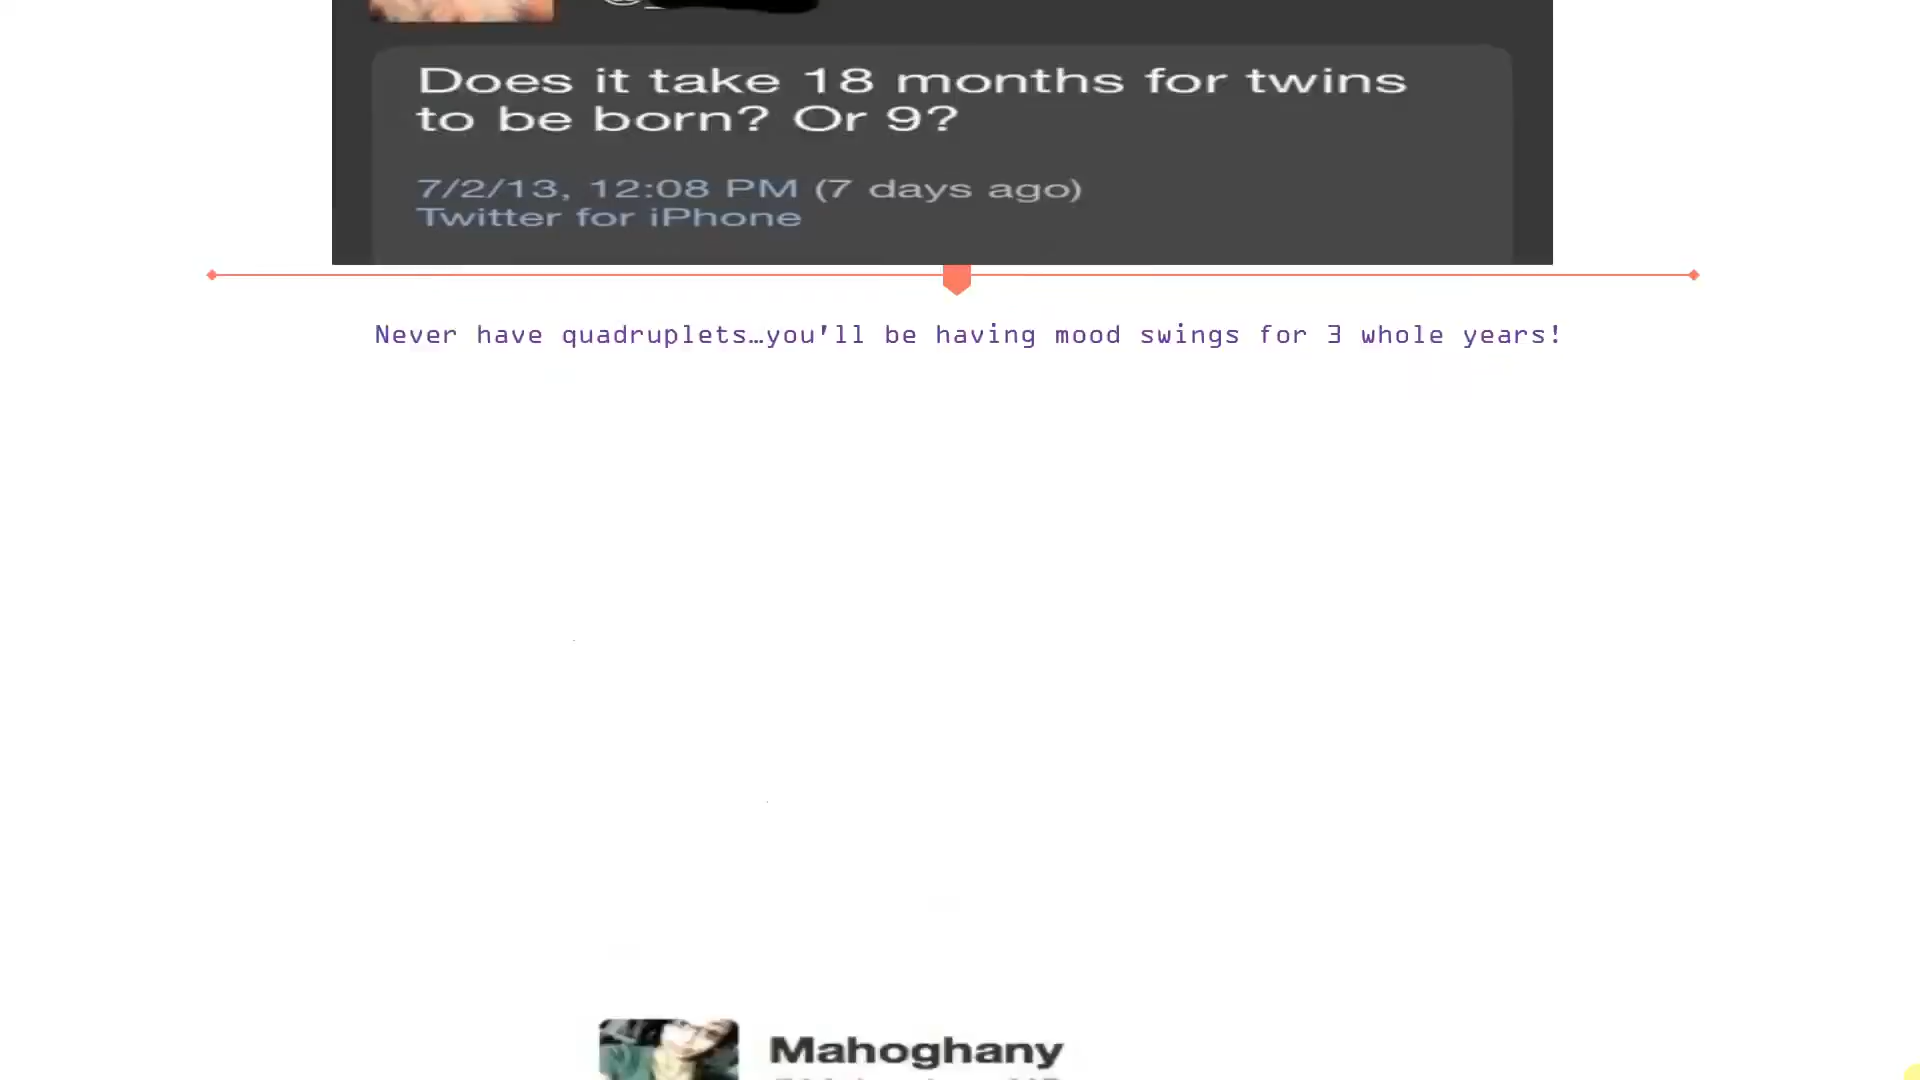 Does it take 18 months for twins
to be born? Or 9?
7/2/13, 12:08 PM (7 days ago)
Twitter for iPhone
Never have quadruplets…you'll be having mood swings for 3 whole years!
Mahoghany